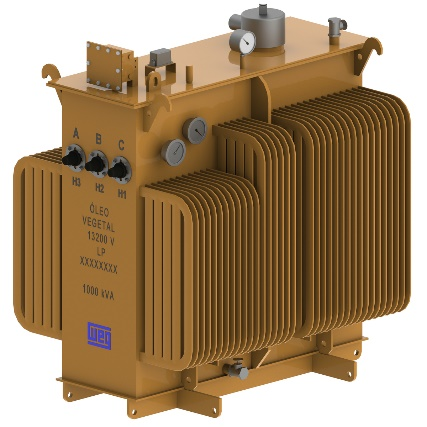 A B C
H3 H2 H1
ÓLEO
VEGETAL
13200 V
LP
XXXXXXXX
1000 kVA
WEG